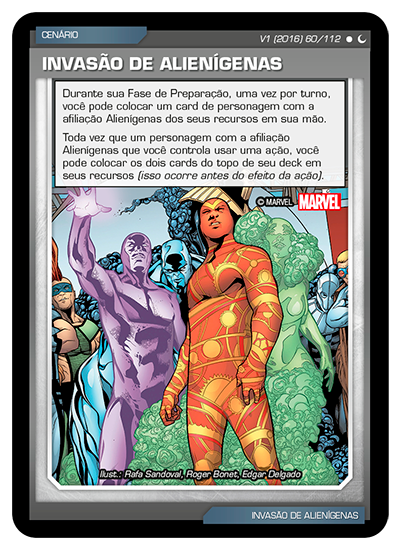 CENÁRIO
V1 (2016) 60/112
INVASÃO DE ALIENÍGENAS
Durante sua Fase de Preparação, uma vez por turno,
você pode colocar um card de personagem com a
afiliação Alienígenas dos seus recursos em sua mão.
Toda vez que um personagem com a afiliação
Alienígenas que você controla usar uma ação, você
pode colocar os dois cards do topo de seu deck em
seus recursos (isso ocorre antes do efeito da ação).
© MARVEL MARVEL
Ilust.: Rafa Sandoval, Roger Bonet, Edgar Delgado
INVASÃO DE ALIENÍGENAS